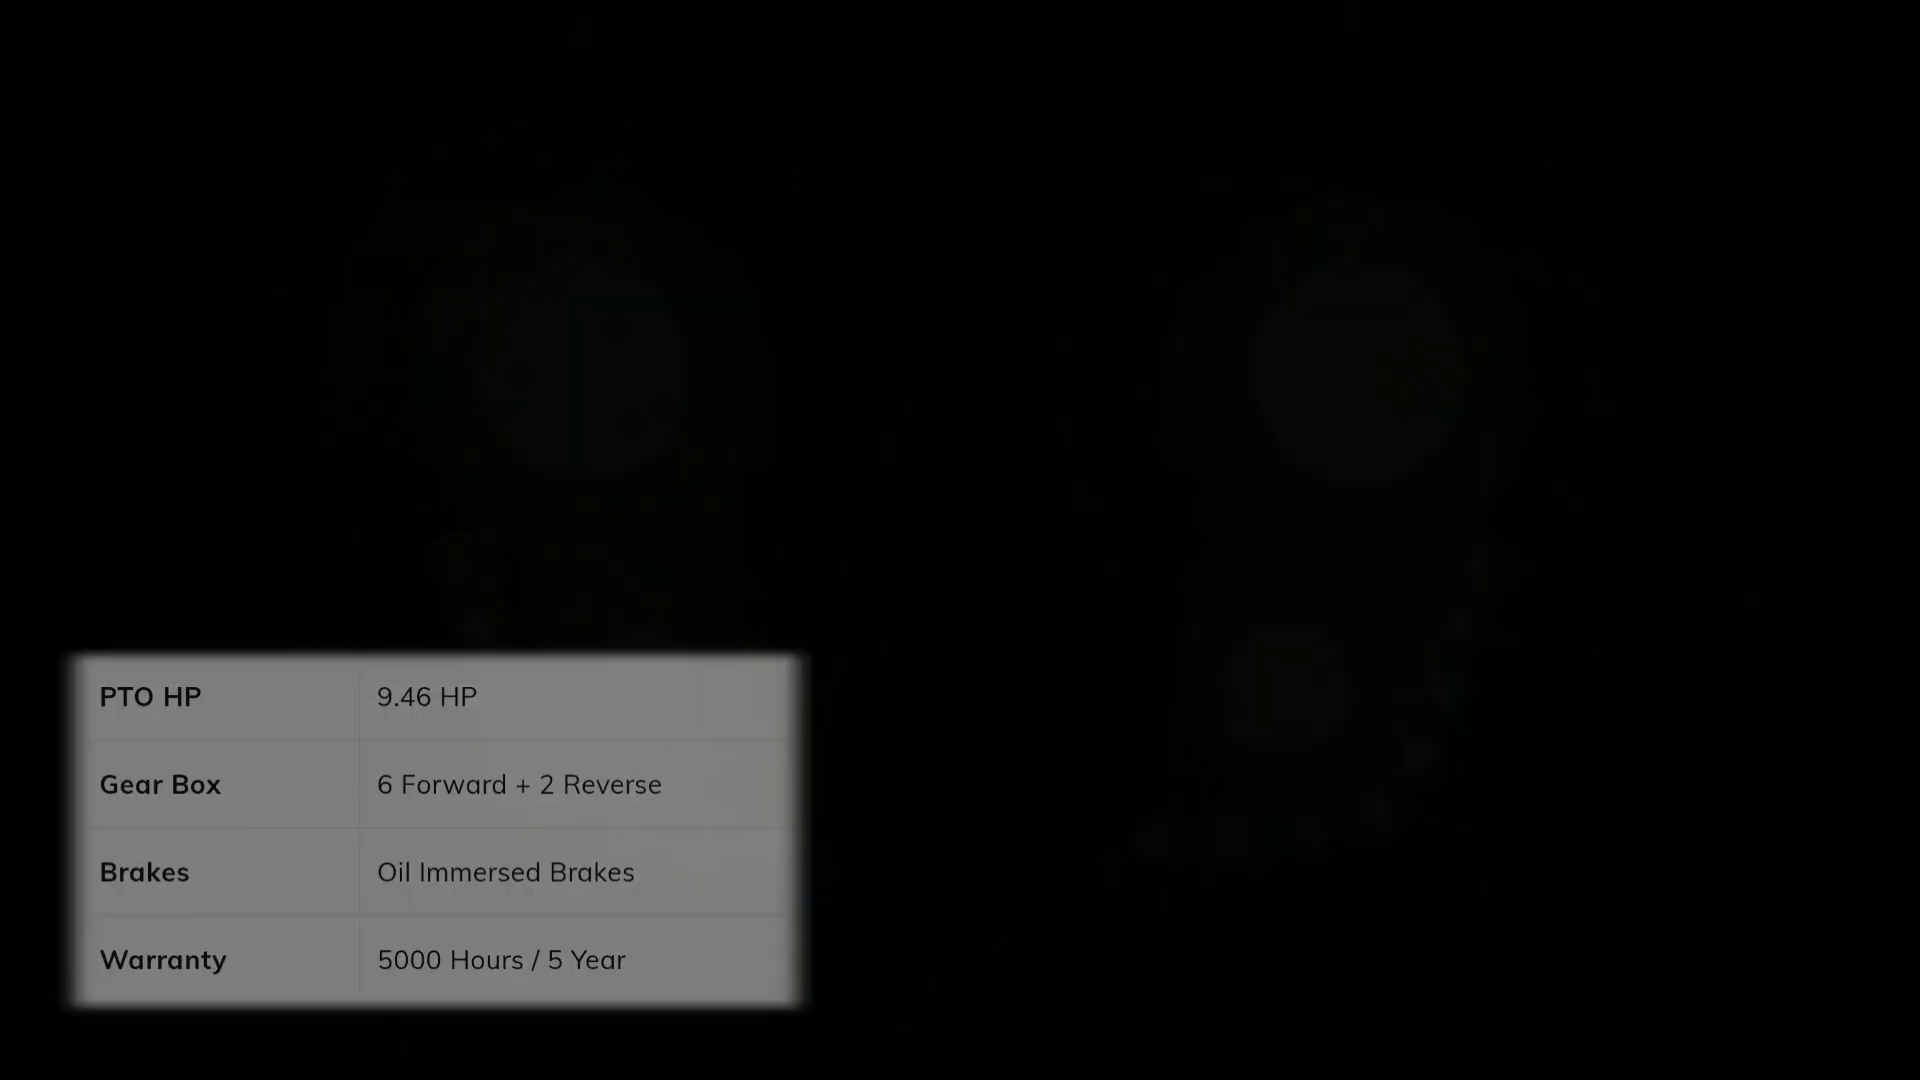 PTO HP 9.46 HP
Gear Box 6 Forward + 2 Reverse
Brakes Oil Immersed Brakes
Warranty 5000 Hours / 5 Year